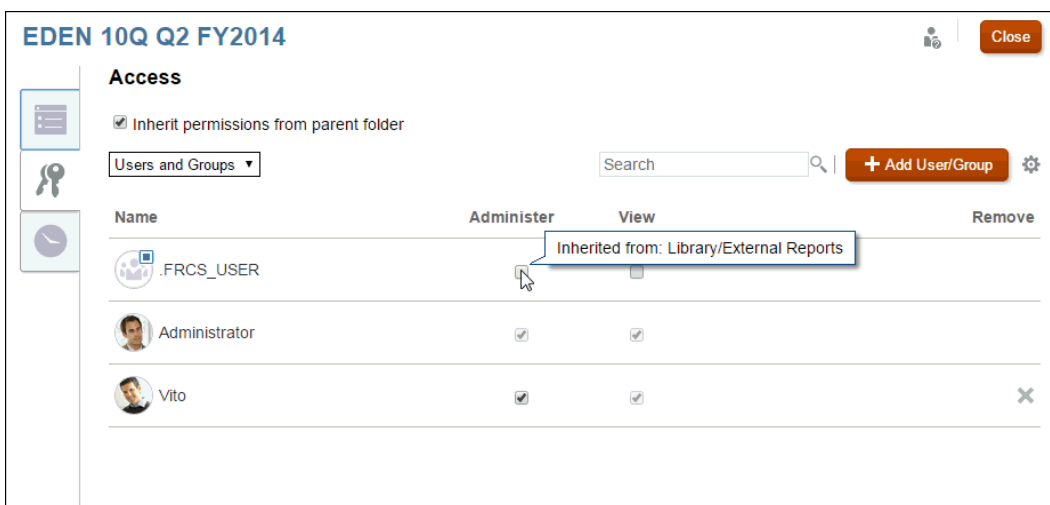 EDEN 10Q Q2 FY2014
Close
Access
Inherit permissions from parent folder
Users and Groups
Search
+ Add User/Group
Name Administer View Remove
Inherited from: Library/External Reports
.FRCS_USER
Administrator
Vito